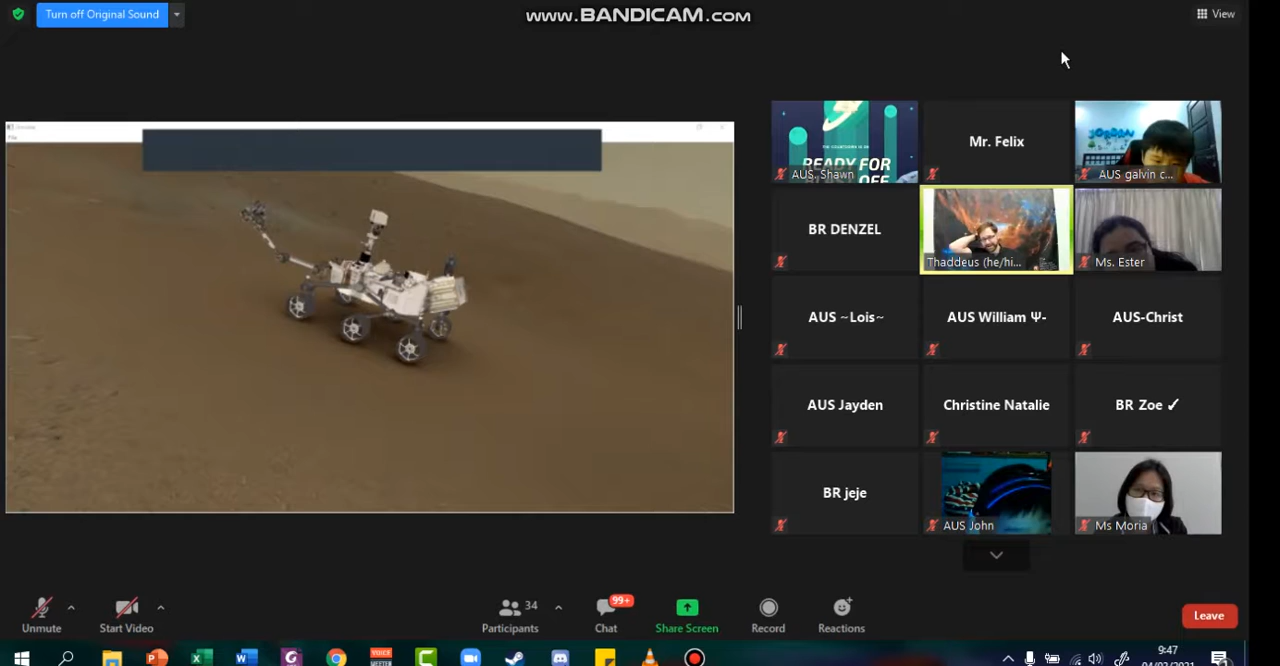 Turn off Original Sound
www.BANDICAM.com
View
READY FOR
AUS. Shawn
Mr. Felix
JORDAN
AUS galvin c...
BR DENZEL
Thaddeus (he/hi...
Ms. Ester
AUS ~Lois~
AUS William Ψ-
AUS-Christ
AUS Jayden
Christine Natalie
BR Zoe ✓
BR jeje
AUS John
Ms Moria
Unmute
Start Video
34
Participants
99+
Chat
Share Screen
Record
Reactions
Leave
9:47